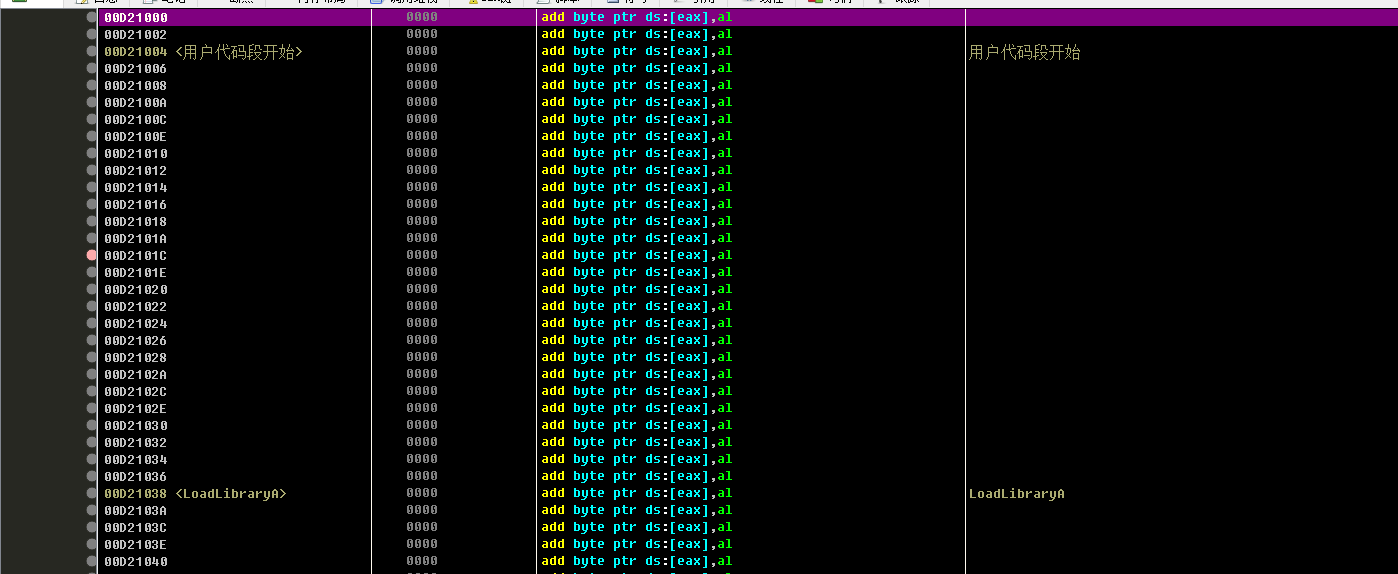 00D21000 0000 add byte ptr ds:[eax],al
00D21002 0000 add byte ptr ds:[eax],al
00D21004 <用户代码段开始> 0000 add byte ptr ds:[eax],al 用户代码段开始
00D21006 0000 add byte ptr ds:[eax],al
00D21008 0000 add byte ptr ds:[eax],al
00D2100A 0000 add byte ptr ds:[eax],al
00D2100C 0000 add byte ptr ds:[eax],al
00D2100E 0000 add byte ptr ds:[eax],al
00D21010 0000 add byte ptr ds:[eax],al
00D21012 0000 add byte ptr ds:[eax],al
00D21014 0000 add byte ptr ds:[eax],al
00D21016 0000 add byte ptr ds:[eax],al
00D21018 0000 add byte ptr ds:[eax],al
00D2101A 0000 add byte ptr ds:[eax],al
00D2101C 0000 add byte ptr ds:[eax],al
00D2101E 0000 add byte ptr ds:[eax],al
00D21020 0000 add byte ptr ds:[eax],al
00D21022 0000 add byte ptr ds:[eax],al
00D21024 0000 add byte ptr ds:[eax],al
00D21026 0000 add byte ptr ds:[eax],al
00D21028 0000 add byte ptr ds:[eax],al
00D2102A 0000 add byte ptr ds:[eax],al
00D2102C 0000 add byte ptr ds:[eax],al
00D2102E 0000 add byte ptr ds:[eax],al
00D21030 0000 add byte ptr ds:[eax],al
00D21032 0000 add byte ptr ds:[eax],al
00D21034 0000 add byte ptr ds:[eax],al
00D21036 0000 add byte ptr ds:[eax],al
00D21038 <LoadLibraryA> 0000 add byte ptr ds:[eax],al LoadLibraryA
00D2103A 0000 add byte ptr ds:[eax],al
00D2103C 0000 add byte ptr ds:[eax],al
00D2103E 0000 add byte ptr ds:[eax],al
00D21040 0000 add byte ptr ds:[eax],al